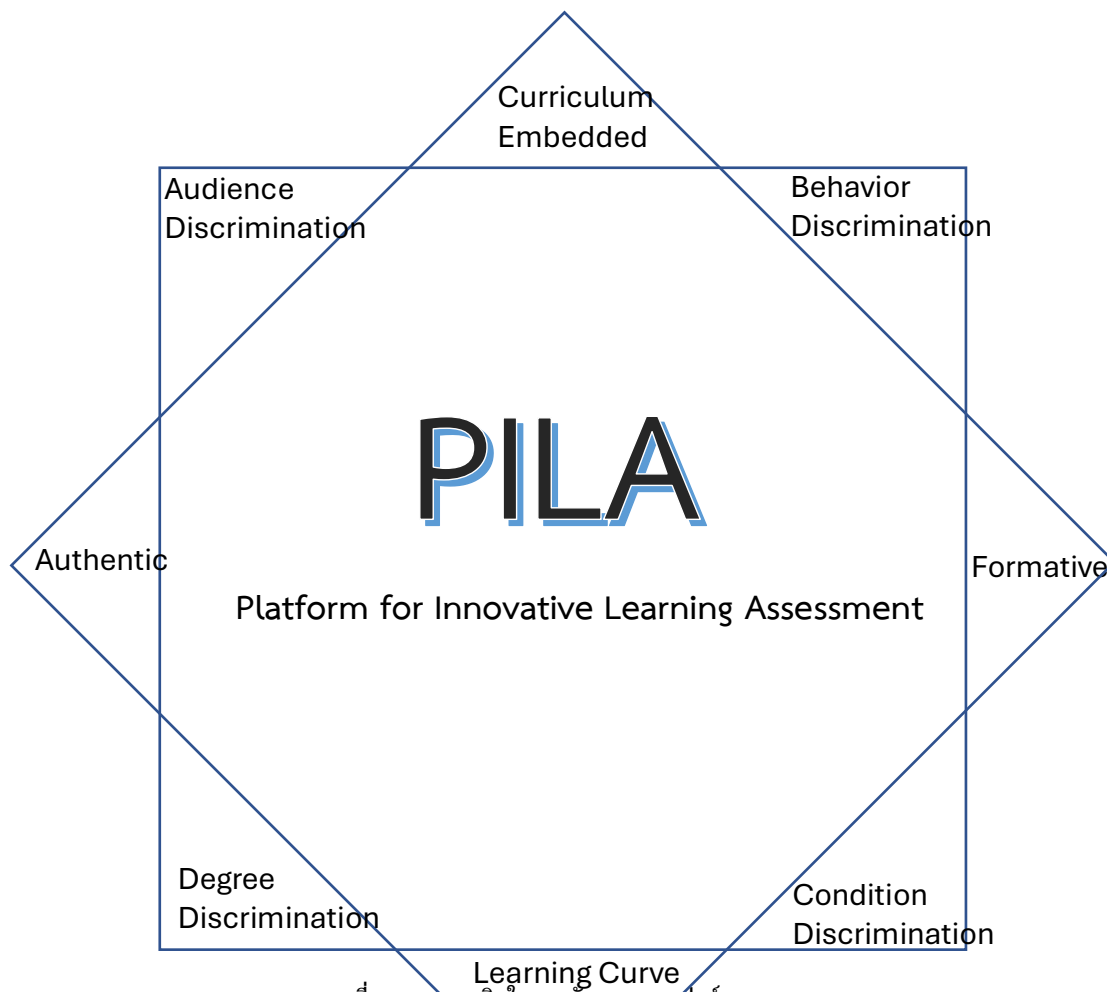 Curriculum
Embedded
Audience
Discrimination
Behavior
Discrimination
PILA
Authentic
Formative
Platform for Innovative Learning Assessment
Degree
Discrimination
Condition
Discrimination
Learning Curve